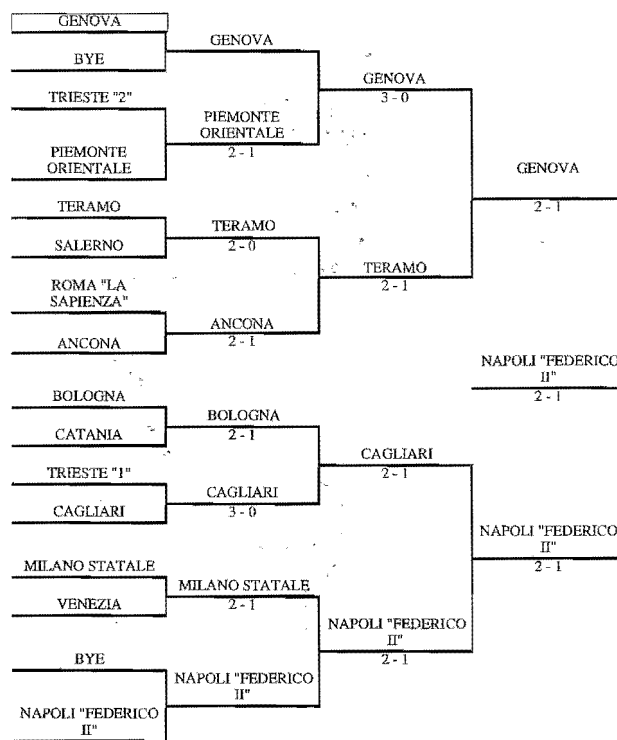 GENOVA
BYE
TRIESTE "2"
PIEMONTE
ORIENTALE
TERAMO
SALERNO
ROMA "LA
SAPIENZA"
ANCONA
BOLOGNA
CATANIA
TRIESTE "1"
CAGLIARI
MILANO STATALE
VENEZIA
BYE
NAPOLI "FEDERICO
II"
GENOVA
PIEMONTE
ORIENTALE
2 - 1
TERAMO
2 - 0
ANCONA
2 - 1
BOLOGNA
2 - 1
CAGLIARI
3 - 0
MILANO STATALE
2 - 1
NAPOLI "FEDERICO
II"
GENOVA
3 - 0
TERAMO
2 - 1
CAGLIARI
2 - 1
NAPOLI "FEDERICO
II"
2 - 1
GENOVA
2 - 1
NAPOLI "FEDERICO
II"
2 - 1
NAPOLI "FEDERICO
II"
2 - 1